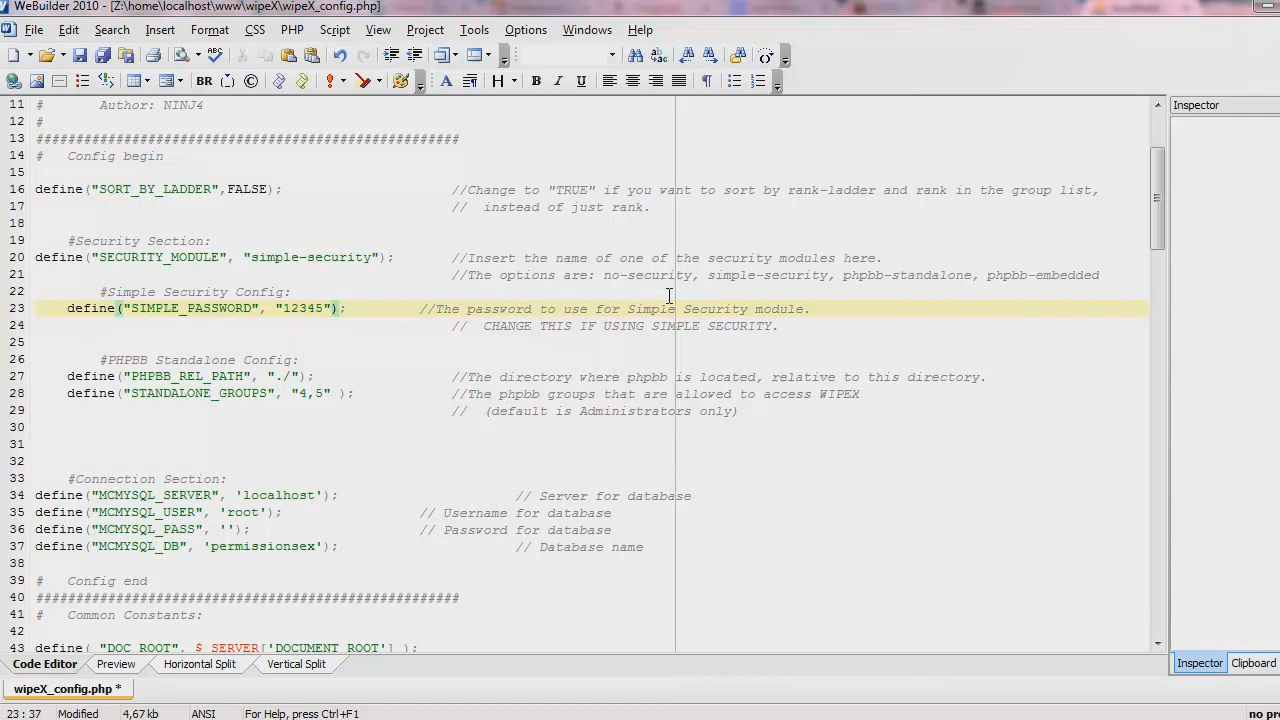 WeBuilder 2010 - [Z:\home\localhost\www\wipeX\wipeX_config.php]
File Edit Search Insert Format CSS PHP Script View Project Tools Options Windows Help
BR H B I U
Inspector
11 # Author: NINJ4
12 #
13 #####################################################
14 # Config begin
15
16 define("SORT_BY_LADDER",FALSE); //Change to "TRUE" if you want to sort by rank-ladder and rank in the group list,
17 // instead of just rank.
18
19 #Security Section:
20 define("SECURITY_MODULE", "simple-security"); //Insert the name of one of the security modules here.
21 //The options are: no-security, simple-security, phpbb-standalone, phpbb-embedded
22 #Simple Security Config:
23 define("SIMPLE_PASSWORD", "12345"); //The password to use for Simple Security module.
24 // CHANGE THIS IF USING SIMPLE SECURITY.
25
26 #PHPBB Standalone Config:
27 define("PHPBB_REL_PATH", "./"); //The directory where phpbb is located, relative to this directory.
28 define("STANDALONE_GROUPS", "4,5" ); //The phpbb groups that are allowed to access WIPEX
29 // (default is Administrators only)
30
31
32
33 #Connection Section:
34 define("MCMYSQL_SERVER", 'localhost'); // Server for database
35 define("MCMYSQL_USER", 'root'); // Username for database
36 define("MCMYSQL_PASS", ''); // Password for database
37 define("MCMYSQL_DB", 'permissionsex'); // Database name
38
39 # Config end
40 #####################################################
41 # Common Constants:
42
43 define( "DOC_ROOT", $_SERVER['DOCUMENT_ROOT'] );
Code Editor Preview Horizontal Split Vertical Split
Inspector Clipboard
wipeX_config.php *
23 : 37 Modified 4,67 kb ANSI For Help, press Ctrl+F1